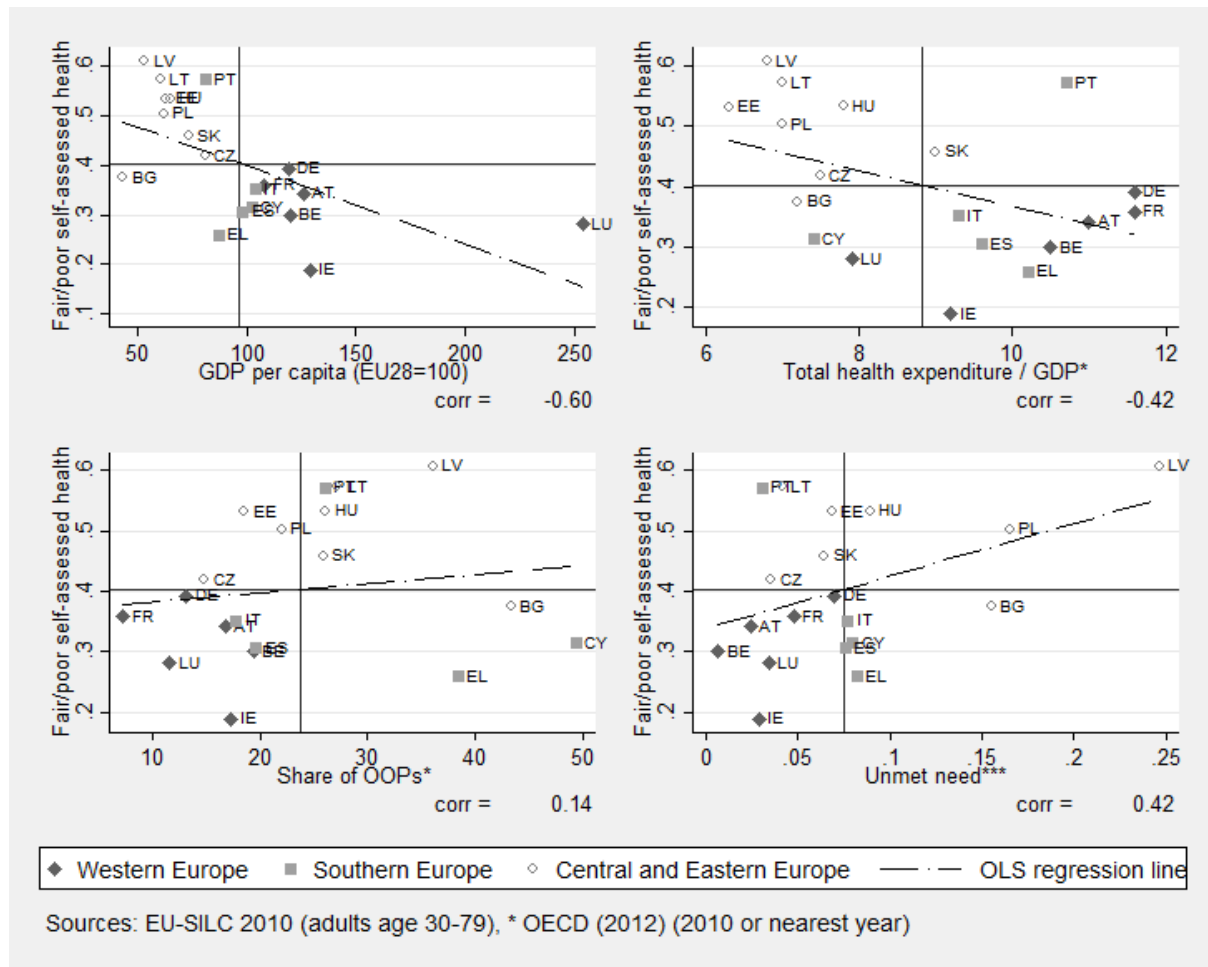 Fair/poor self-assessed health
.6
.5
.4
.3
.2
.1
LV
LT
PT
EE
HU
PL
SK
CZ
BG
DE
FR
IT
AT
CY
ES
BE
EL
IE
LU
50
100
150
200
250
GDP per capita (EU28=100)
corr = -0.60
Fair/poor self-assessed health
.6
.5
.4
.3
.2
LV
LT
PT
EE
HU
PL
SK
CZ
BG
DE
FR
IT
AT
CY
ES
BE
LU
EL
IE
6
8
10
12
Total health expenditure / GDP*
corr = -0.42
Fair/poor self-assessed health
.6
.5
.4
.3
.2
LV
PT
LT
EE
HU
PL
SK
CZ
DE
BG
FR
IT
AT
ES
BE
CY
LU
EL
IE
10
20
30
40
50
Share of OOPs*
corr = 0.14
Fair/poor self-assessed health
.6
.5
.4
.3
.2
LV
PT
LT
EE
HU
PL
SK
CZ
DE
BG
FR
IT
AT
CY
ES
BE
LU
EL
IE
0
.05
.1
.15
.2
.25
Unmet need***
corr = 0.42
Western Europe
Southern Europe
Central and Eastern Europe
OLS regression line
Sources: EU-SILC 2010 (adults age 30-79), * OECD (2012) (2010 or nearest year)